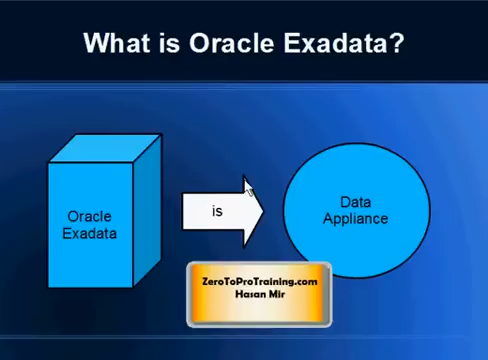 What is Oracle Exadata?
Oracle
Exadata
is
Data
Appliance
ZeroToProTraining.com
Hasan Mir